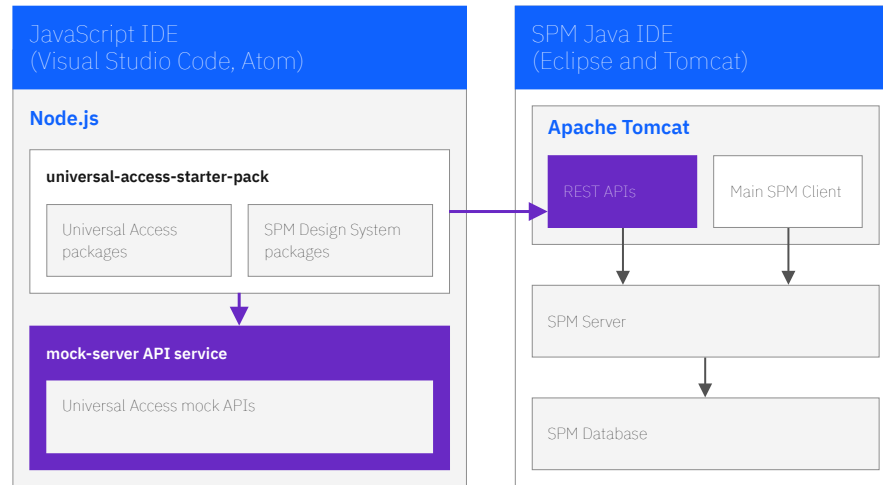 JavaScript IDE
(Visual Studio Code, Atom)
Node.js
universal-access-starter-pack
Universal Access
packages
SPM Design System
packages
mock-server API service
Universal Access mock APIs
SPM Java IDE
(Eclipse and Tomcat)
Apache Tomcat
REST APIs
Main SPM Client
SPM Server
SPM Database